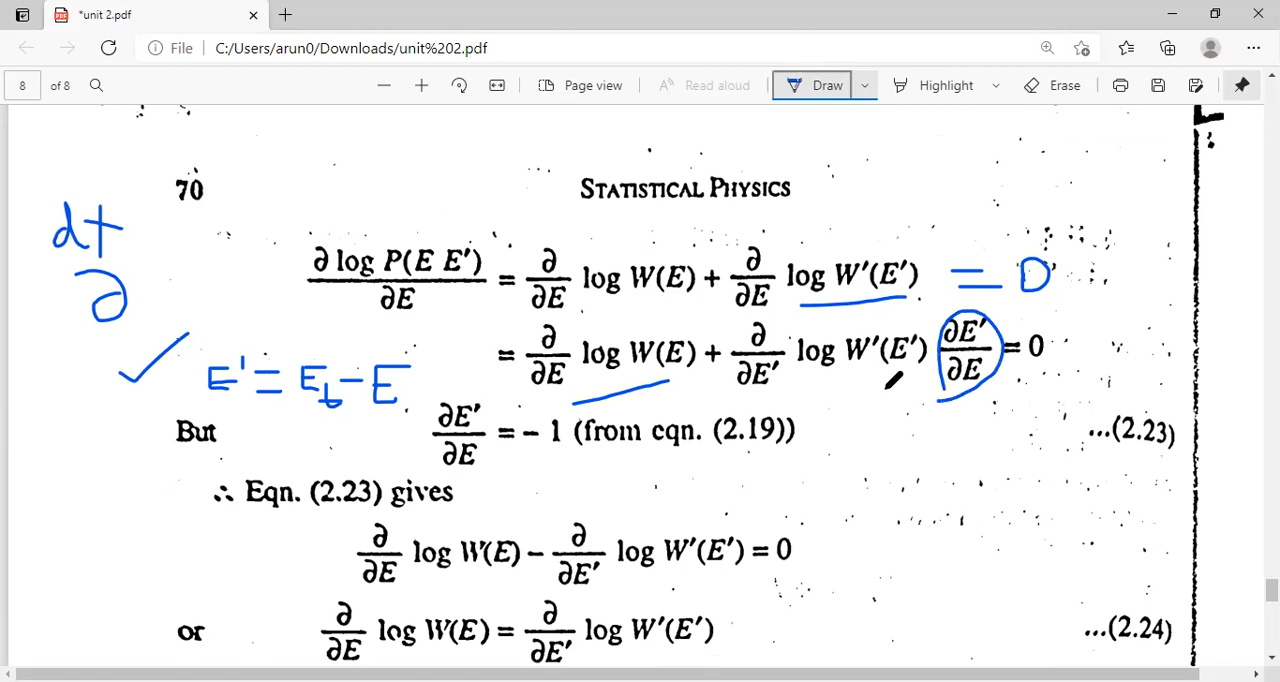 *unit 2.pdf
File C:/Users/arun0/Downloads/unit%202.pdf
8 of 8 Page view Read aloud Draw Highlight Erase
70 STATISTICAL PHYSICS
dt
∂
∂ log P(E E')/∂E = ∂/∂E log W(E) + ∂/∂E log W'(E') = 0
= ∂/∂E log W(E) + ∂/∂E' log W'(E') ∂E'/∂E = 0
E' = Et - E
But ∂E'/∂E = - 1 (from eqn. (2.19)) ...(2.23)
∴ Eqn. (2.23) gives
∂/∂E log W(E) - ∂/∂E' log W'(E') = 0
or ∂/∂E log W(E) = ∂/∂E' log W'(E') ...(2.24)